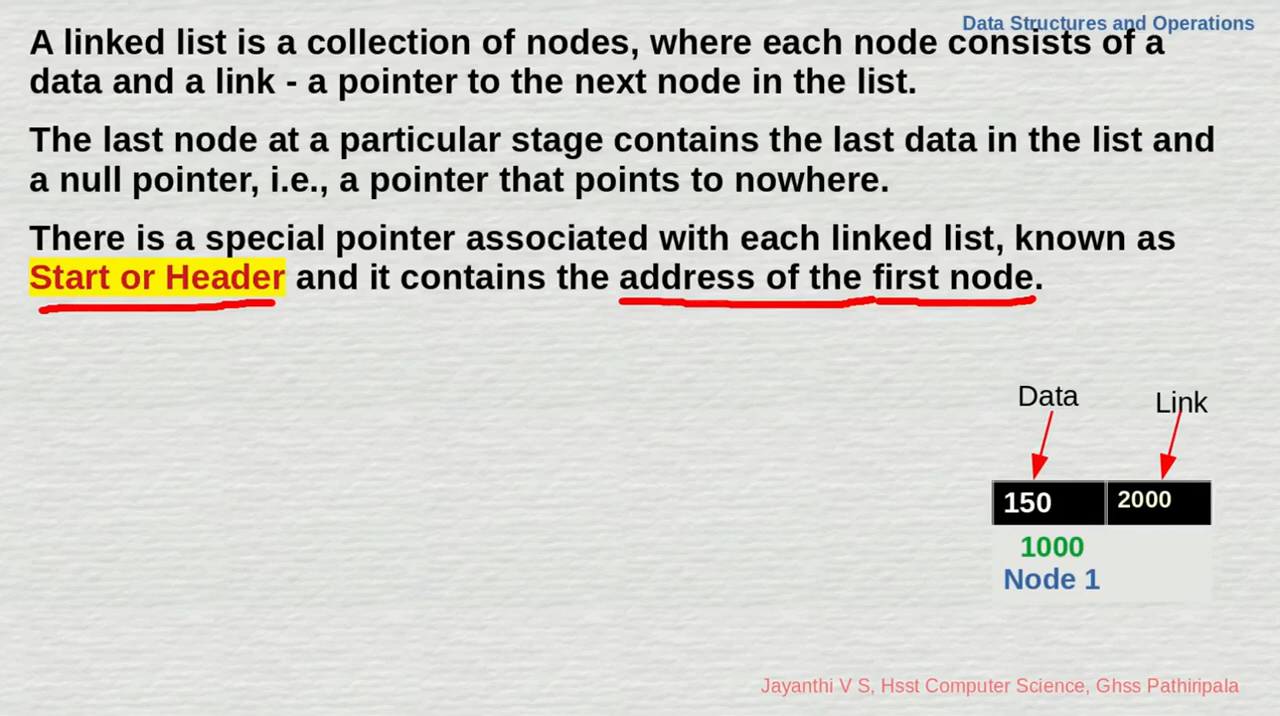 Data Structures and Operations
A linked list is a collection of nodes, where each node consists of a
data and a link - a pointer to the next node in the list.
The last node at a particular stage contains the last data in the list and
a null pointer, i.e., a pointer that points to nowhere.
There is a special pointer associated with each linked list, known as
Start or Header and it contains the address of the first node.
Data Link
150 2000
1000
Node 1
Jayanthi V S, Hsst Computer Science, Ghss Pathiripala